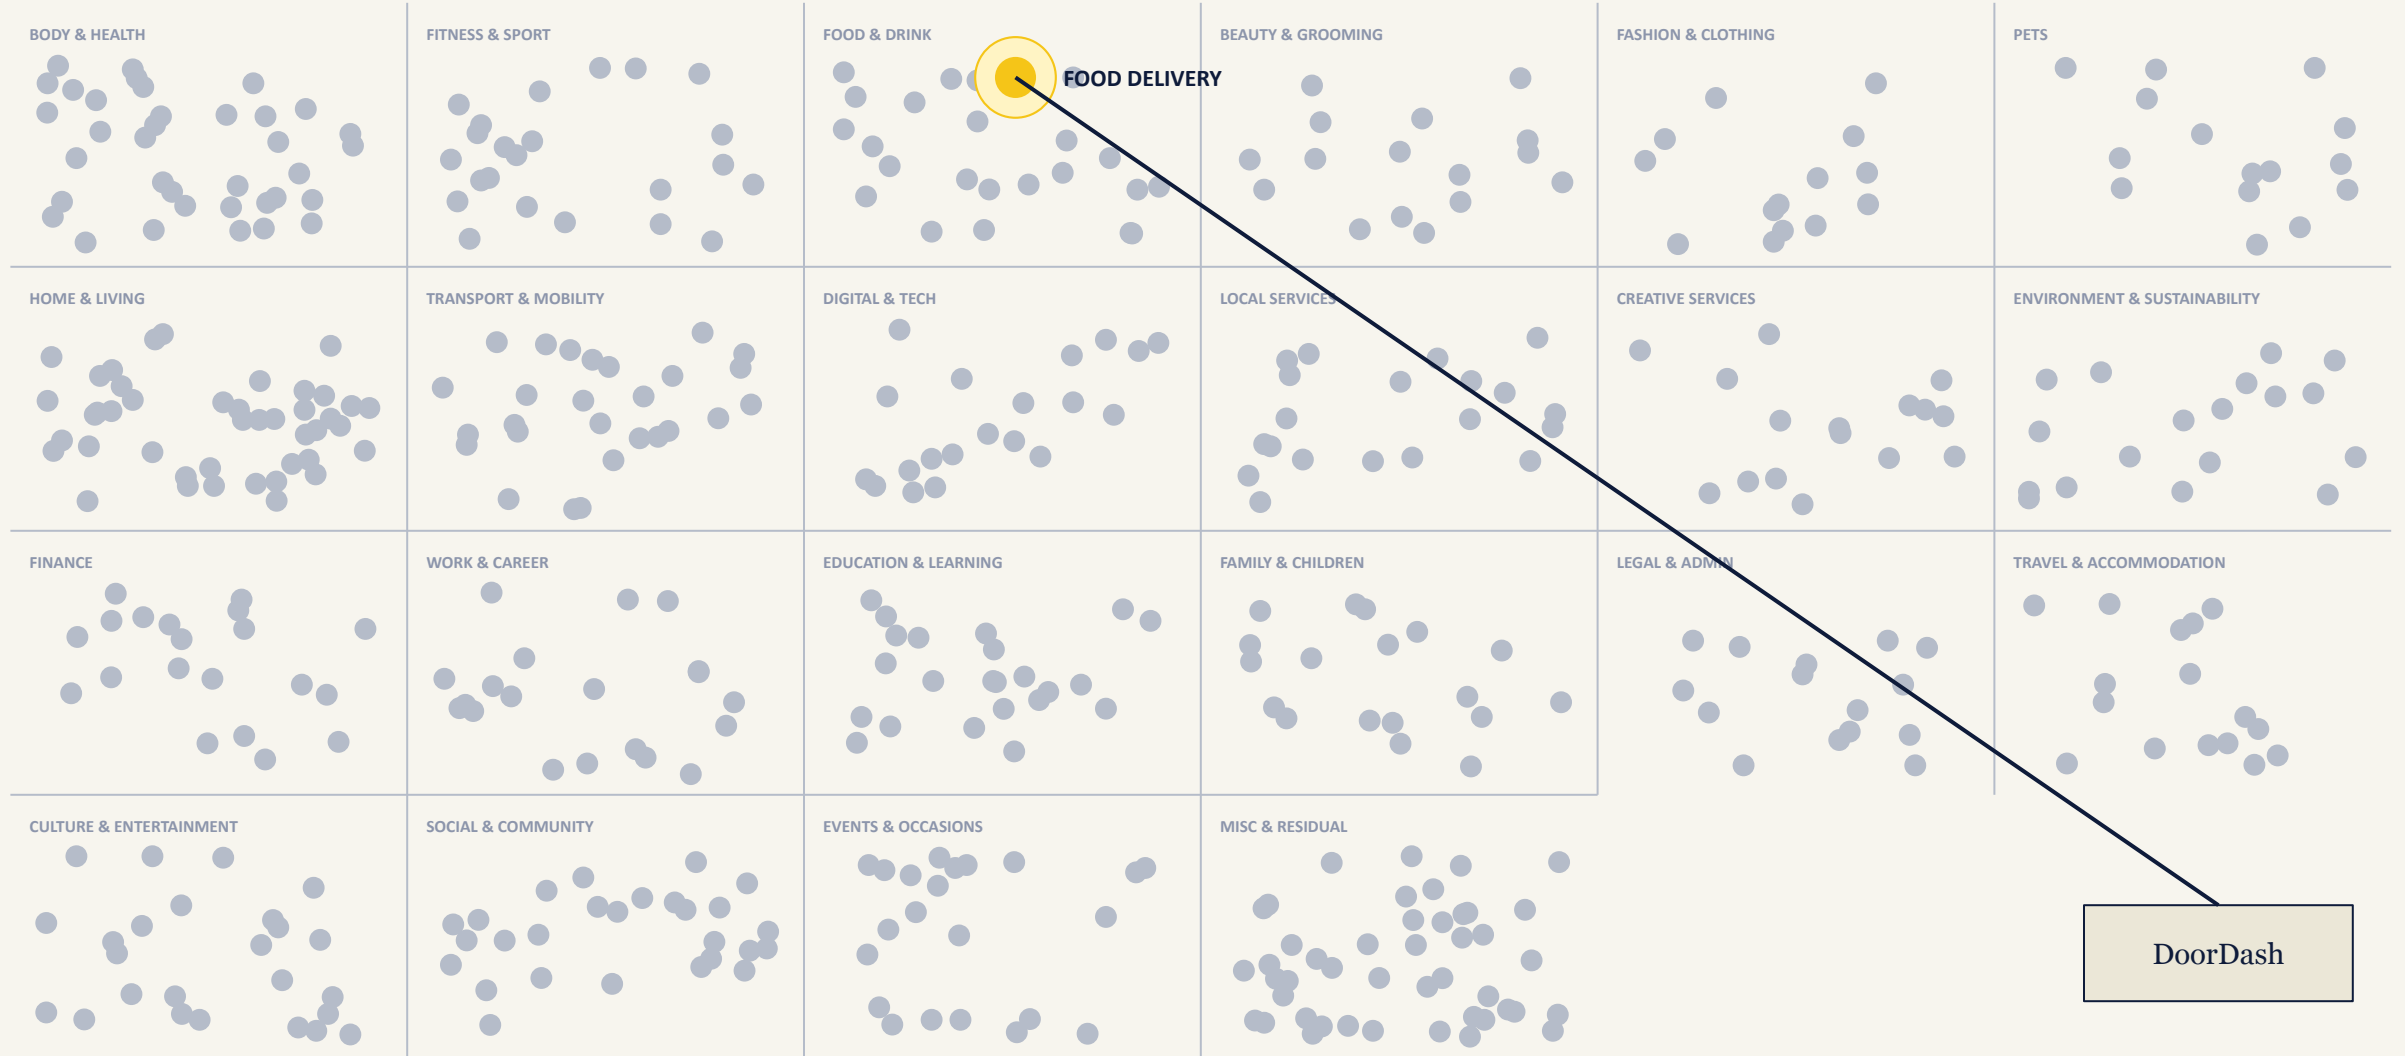 BODY & HEALTH
FITNESS & SPORT
FOOD & DRINK
BEAUTY & GROOMING
FASHION & CLOTHING
PETS
FOOD DELIVERY
HOME & LIVING
TRANSPORT & MOBILITY
DIGITAL & TECH
LOCAL SERVICES
CREATIVE SERVICES
ENVIRONMENT & SUSTAINABILITY
FINANCE
WORK & CAREER
EDUCATION & LEARNING
FAMILY & CHILDREN
LEGAL & ADMIN
TRAVEL & ACCOMMODATION
CULTURE & ENTERTAINMENT
SOCIAL & COMMUNITY
EVENTS & OCCASIONS
MISC & RESIDUAL
DoorDash